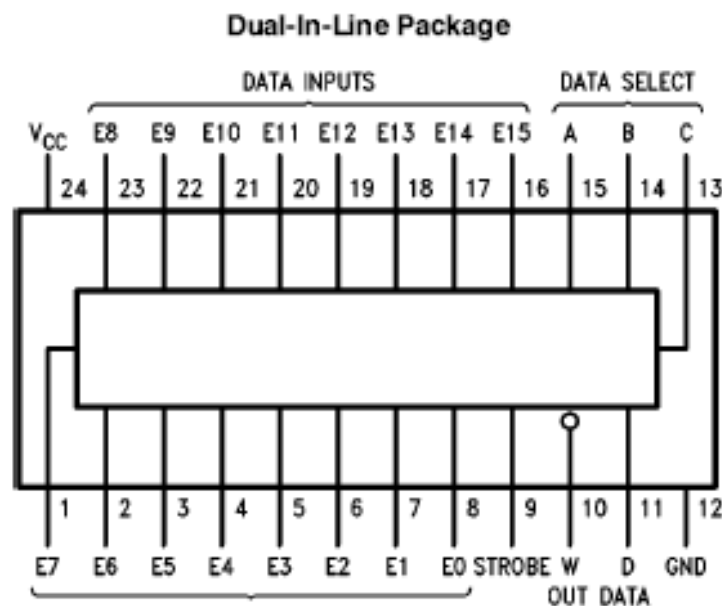 Dual-In-Line Package
DATA INPUTS DATA SELECT
VCC E8 E9 E10 E11 E12 E13 E14 E15 A B C
24 23 22 21 20 19 18 17 16 15 14 13
1 2 3 4 5 6 7 8 9 10 11 12
E7 E6 E5 E4 E3 E2 E1 E0 STROBE W D GND
OUT DATA